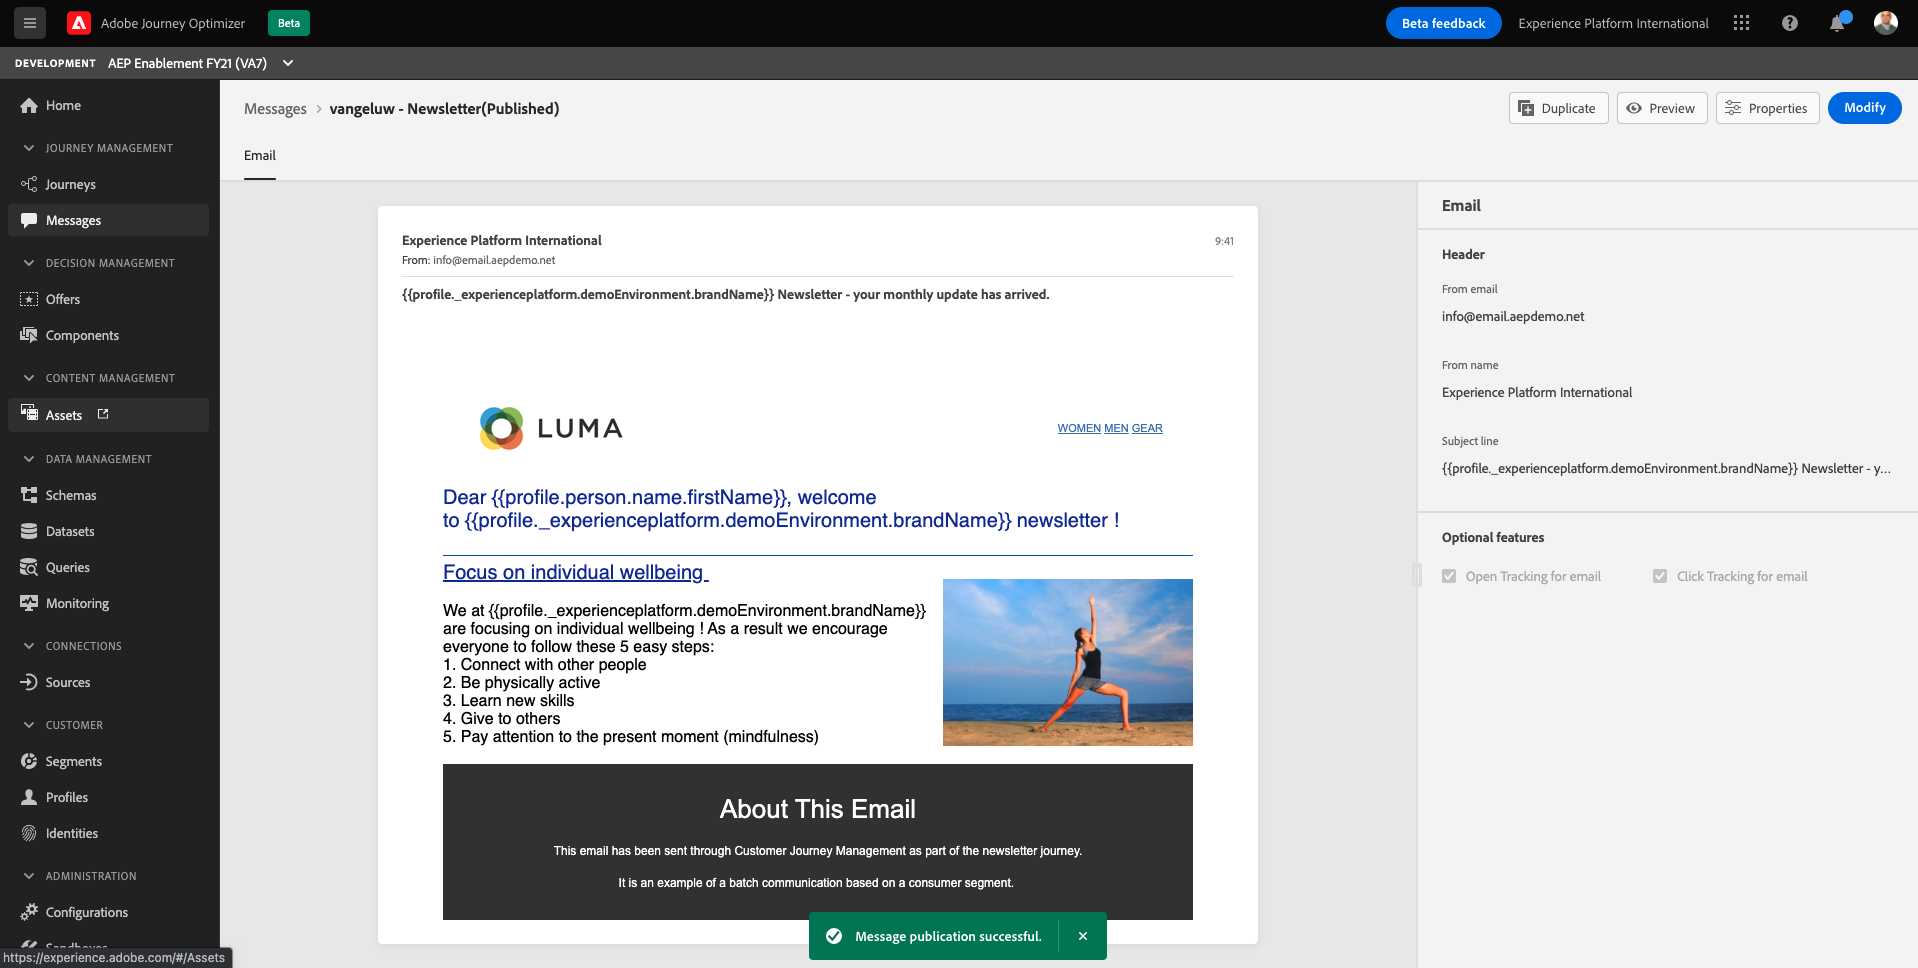 Adobe Journey Optimizer
Beta
Beta feedback
Experience Platform International
DEVELOPMENT AEP Enablement FY21 (VA7)
Home
JOURNEY MANAGEMENT
Journeys
Messages
DECISION MANAGEMENT
Offers
Components
CONTENT MANAGEMENT
Assets
DATA MANAGEMENT
Schemas
Datasets
Queries
Monitoring
CONNECTIONS
Sources
CUSTOMER
Segments
Profiles
Identities
ADMINISTRATION
Configurations
Sandboxes
https://experience.adobe.com/#/Assets
Messages > vangeluw - Newsletter(Published)
Duplicate
Preview
Properties
Modify
Email
Experience Platform International
9:41
From: info@email.aepdemo.net
{{profile._experienceplatform.demoEnvironment.brandName}} Newsletter - your monthly update has arrived.
LUMA
WOMEN MEN GEAR
Dear {{profile.person.name.firstName}}, welcome
to {{profile._experienceplatform.demoEnvironment.brandName}} newsletter !
Focus on individual wellbeing
We at {{profile._experienceplatform.demoEnvironment.brandName}}
are focusing on individual wellbeing ! As a result we encourage
everyone to follow these 5 easy steps:
1. Connect with other people
2. Be physically active
3. Learn new skills
4. Give to others
5. Pay attention to the present moment (mindfulness)
About This Email
This email has been sent through Customer Journey Management as part of the newsletter journey.
It is an example of a batch communication based on a consumer segment.
Message publication successful.
Email
Header
From email
info@email.aepdemo.net
From name
Experience Platform International
Subject line
{{profile._experienceplatform.demoEnvironment.brandName}} Newsletter - y...
Optional features
Open Tracking for email
Click Tracking for email